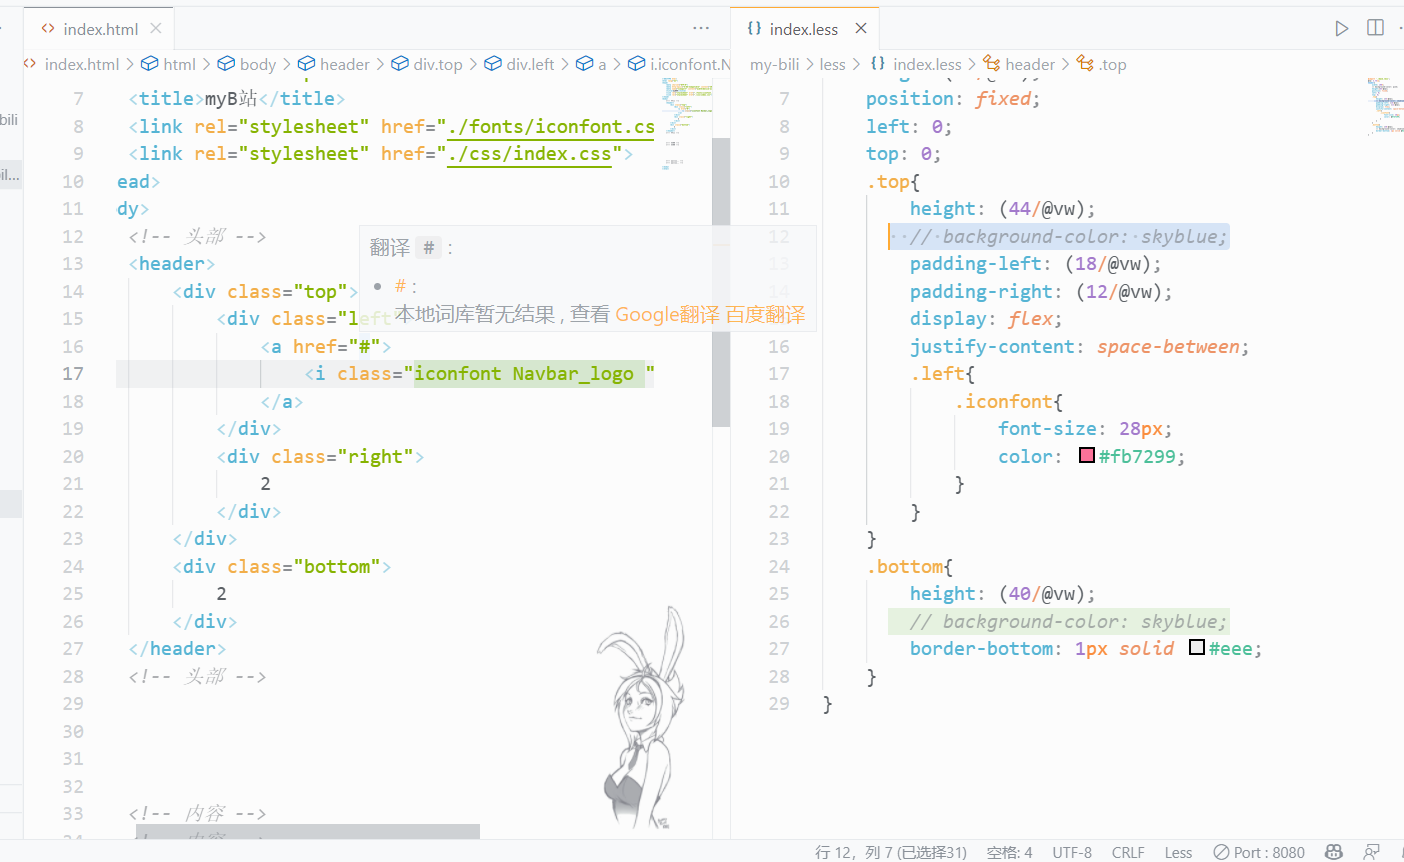 index.html
index.less
index.html > html > body > header > div.top > div.left > a > i.iconfont.N
my-bili > less > index.less > header > .top
bili
il...
7 <title>myB站</title>
8 <link rel="stylesheet" href="./fonts/iconfont.cs
9 <link rel="stylesheet" href="./css/index.css">
10 ead>
11 dy>
12 <!-- 头部 -->
13 <header>
14 <div class="top">
15 <div class="left
16 <a href="#">
17 <i class="iconfont Navbar_logo "
18 </a>
19 </div>
20 <div class="right">
21 2
22 </div>
23 </div>
24 <div class="bottom">
25 2
26 </div>
27 </header>
28 <!-- 头部 -->
29
30
31
32
33 <!-- 内容 -->
翻译 # :
# :
本地词库暂无结果 , 查看 Google翻译 百度翻译
7 position: fixed;
8 left: 0;
9 top: 0;
10 .top{
11 height: (44/@vw);
12 // background-color: skyblue;
13 padding-left: (18/@vw);
14 padding-right: (12/@vw);
display: flex;
16 justify-content: space-between;
17 .left{
18 .iconfont{
19 font-size: 28px;
20 color: #fb7299;
21 }
22 }
23 }
24 .bottom{
25 height: (40/@vw);
26 // background-color: skyblue;
27 border-bottom: 1px solid #eee;
28 }
29 }
行 12，列 7 (已选择31) 空格: 4 UTF-8 CRLF Less Port : 8080